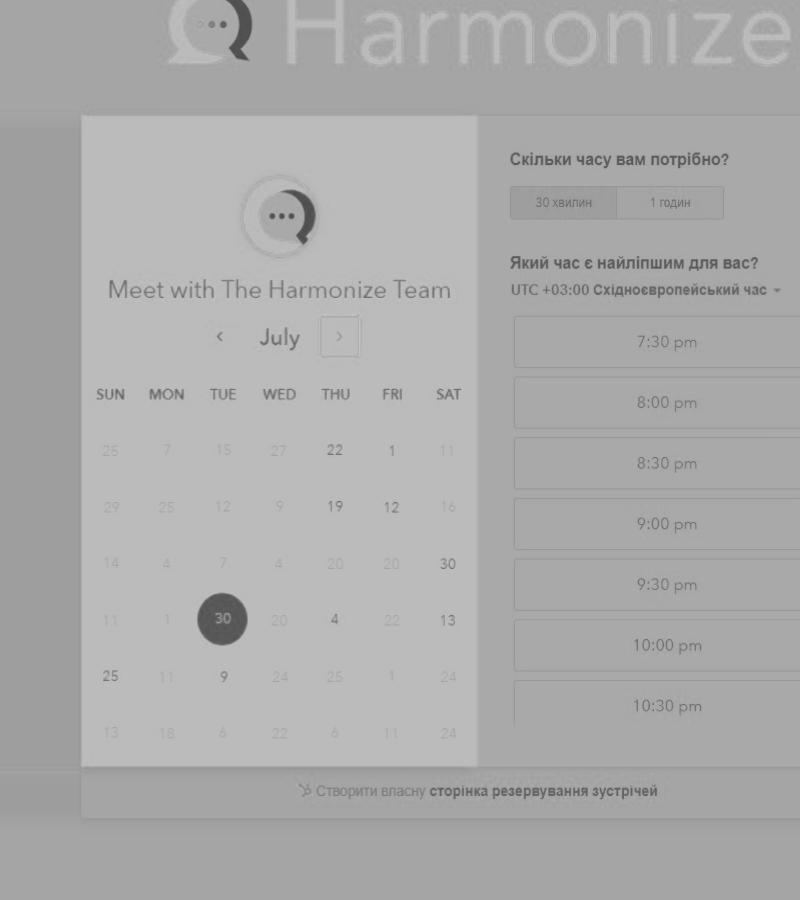 Harmonize
Meet with The Harmonize Team
July
SUN MON TUE WED THU FRI SAT
25 7 15 27 22 1 11
29 25 12 9 19 12 16
14 4 7 4 20 20 30
11 1 30 20 4 22 13
25 11 9 24 25 1 24
13 18 6 22 6 11 24
Скільки часу вам потрібно?
30 хвилин 1 годин
Який час є найліпшим для вас?
UTC +03:00 Східноєвропейський час
7:30 pm
8:00 pm
8:30 pm
9:00 pm
9:30 pm
10:00 pm
10:30 pm
Створити власну сторінка резервування зустрічей